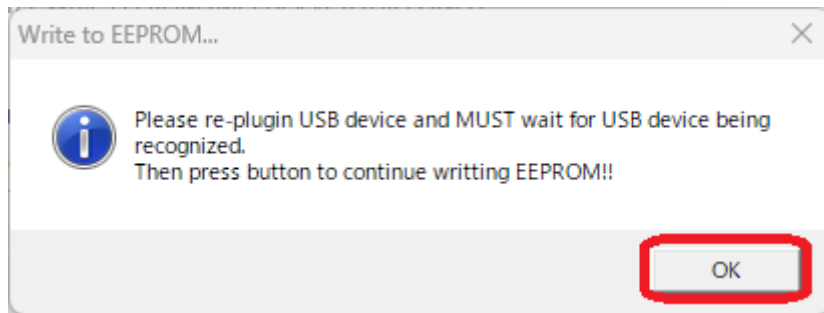 Write to EEPROM...
Please re-plugin USB device and MUST wait for USB device being
recognized.
Then press button to continue writting EEPROM!!
OK